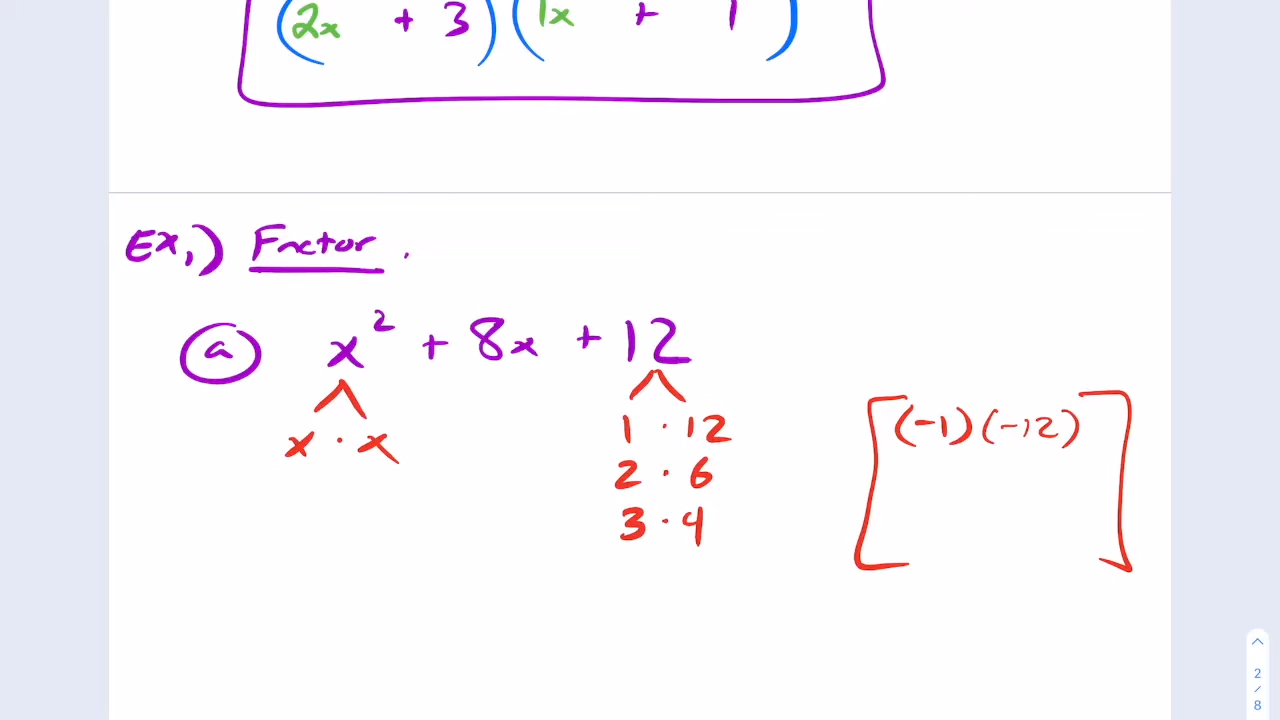 (2x + 3)(1x + 1)
Ex,) Factor.
a x² + 8x + 12
x · x
1 · 12
2 · 6
3 · 4
[(-1)(-12)]
2
/
8